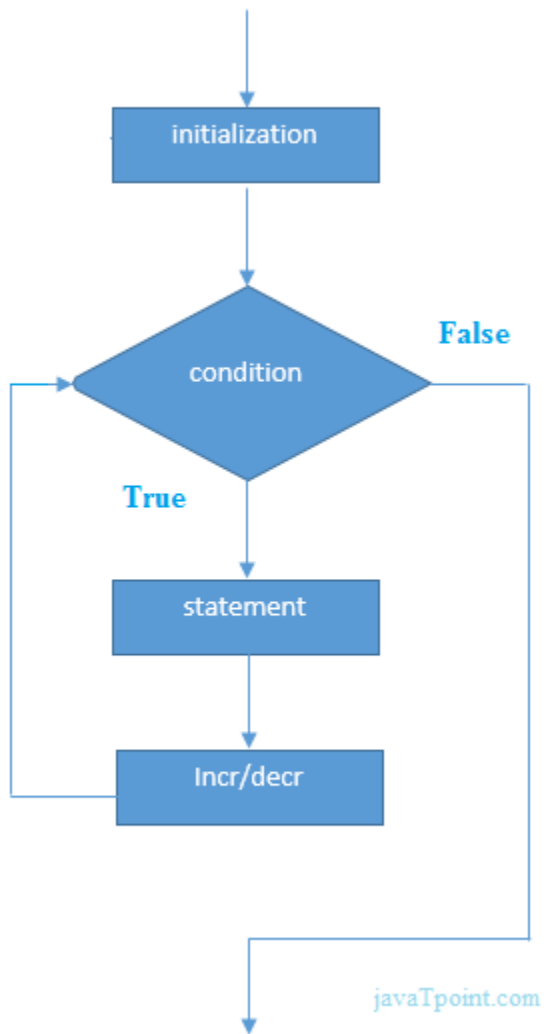 initialization
condition
False
True
statement
Incr/decr
javaTpoint.com